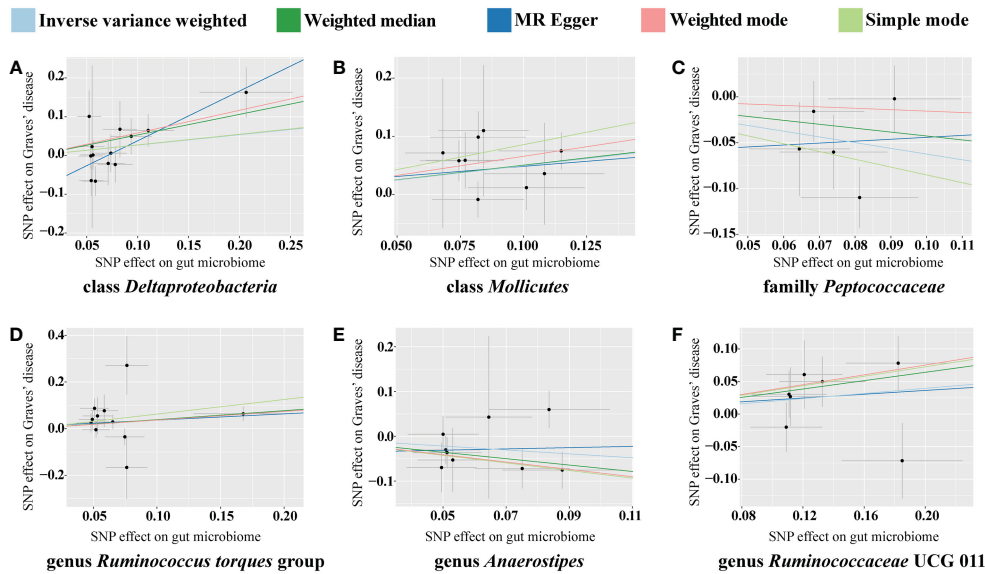 Inverse variance weighted
Weighted median
MR Egger
Weighted mode
Simple mode
A
SNP effect on Graves' disease
0.2
0.1
0.0
−0.1
−0.2
0.05
0.10
0.15
0.20
0.25
SNP effect on gut microbiome
class Deltaproteobacteria
B
SNP effect on Graves' disease
0.2
0.1
0.0
0.050
0.075
0.100
0.125
SNP effect on gut microbiome
class Mollicutes
C
SNP effect on Graves' disease
0.00
−0.05
−0.10
−0.15
0.05
0.06
0.07
0.08
0.09
0.10
0.11
SNP effect on gut microbiome
familly Peptococcaceae
D
SNP effect on Graves' disease
0.4
0.2
0.0
−0.2
0.05
0.10
0.15
0.20
SNP effect on gut microbiome
genus Ruminococcus torques group
E
SNP effect on Graves' disease
0.2
0.1
0.0
−0.1
0.05
0.07
0.09
0.11
SNP effect on gut microbiome
genus Anaerostipes
F
SNP effect on Graves' disease
0.10
0.05
0.00
−0.05
−0.10
0.08
0.12
0.16
0.20
SNP effect on gut microbiome
genus Ruminococcaceae UCG 011